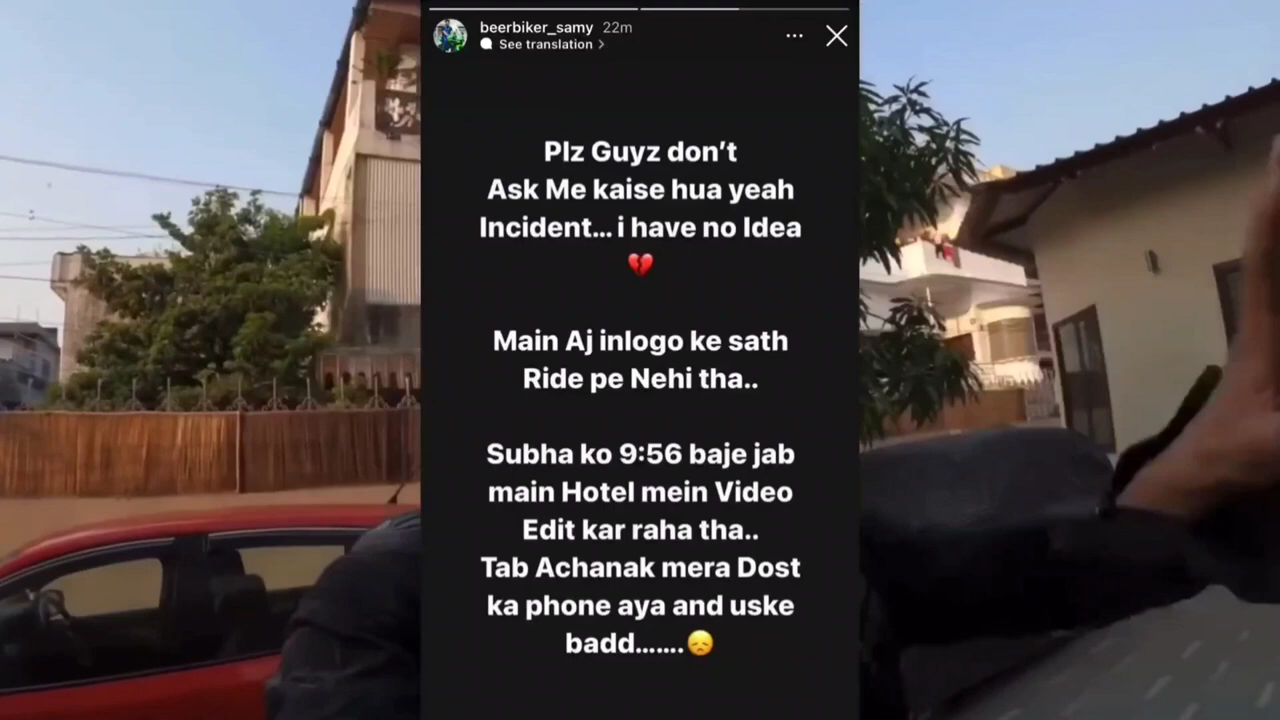 beerbiker_samy 22m
See translation
Plz Guyz don’t
Ask Me kaise hua yeah
Incident... i have no Idea
💔
Main Aj inlogo ke sath
Ride pe Nehi tha..
Subha ko 9:56 baje jab
main Hotel mein Video
Edit kar raha tha..
Tab Achanak mera Dost
ka phone aya and uske
badd.......😞